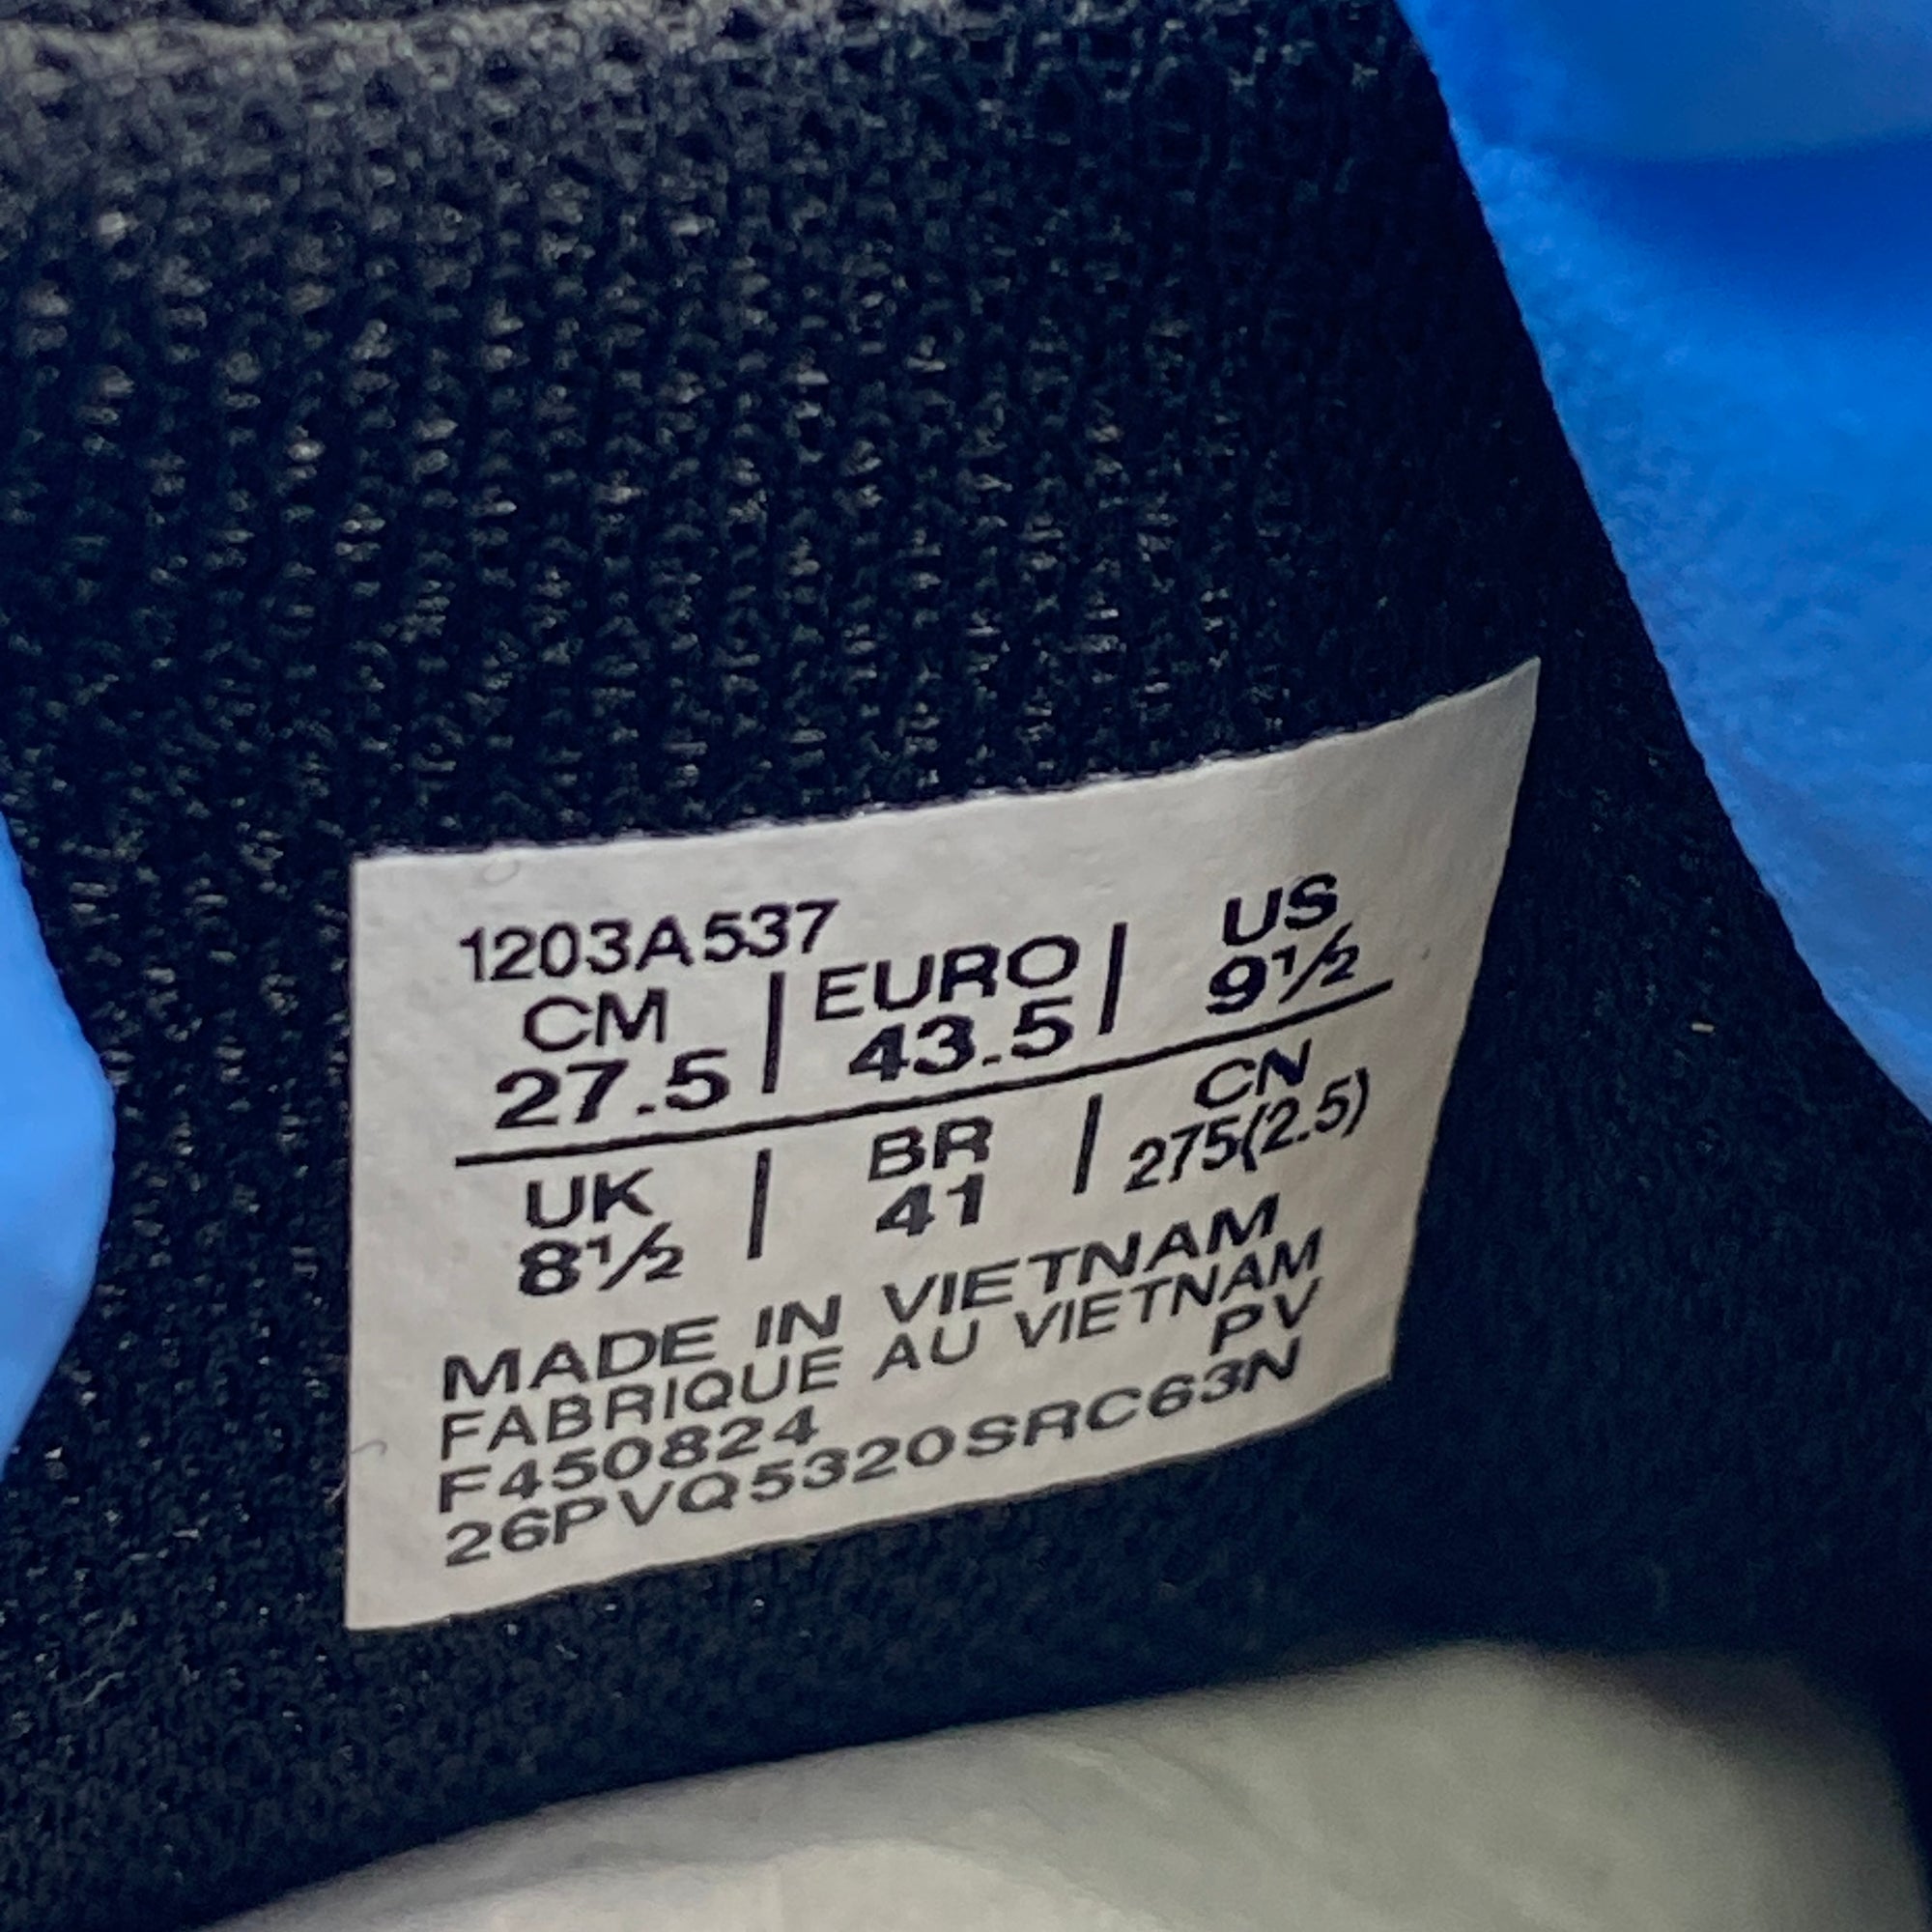 1203A537
CM | EURO | US
27.5 | 43.5 | 9½
UK | BR | CN
8½ | 41 | 275(2.5)
MADE IN VIETNAM
FABRIQUE AU VIETNAM
PV
F450824
26PVQ5320SRC63N